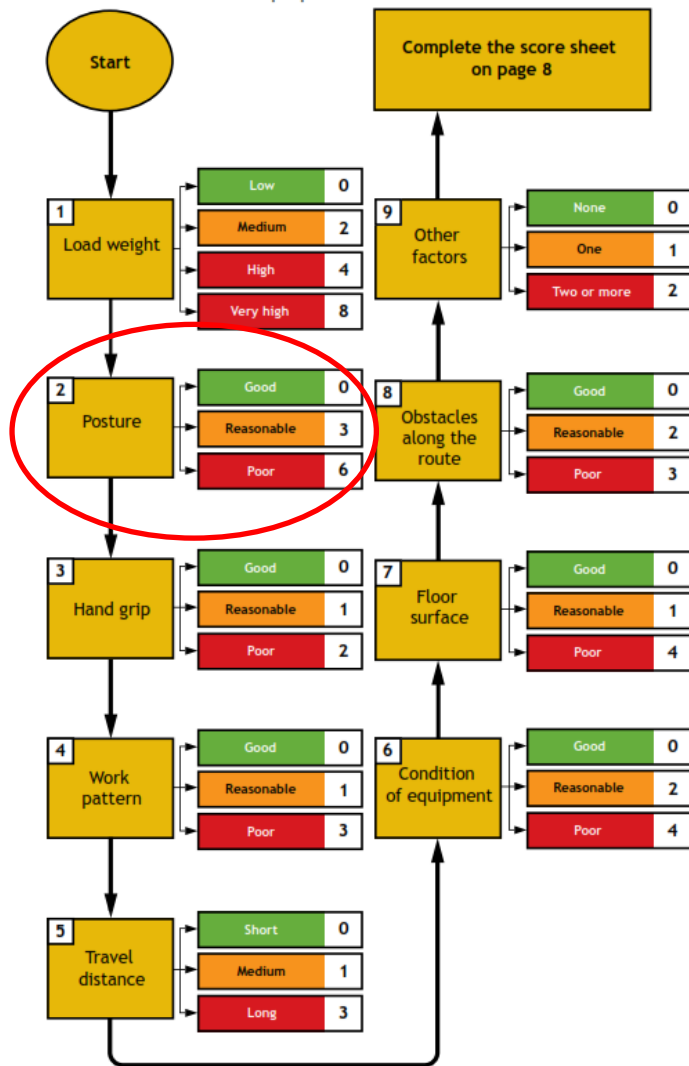 Start
1
Load weight
Low 0
Medium 2
High 4
Very high 8
2
Posture
Good 0
Reasonable 3
Poor 6
3
Hand grip
Good 0
Reasonable 1
Poor 2
4
Work
pattern
Good 0
Reasonable 1
Poor 3
5
Travel
distance
Short 0
Medium 1
Long 3
6
Condition
of equipment
Good 0
Reasonable 2
Poor 4
7
Floor
surface
Good 0
Reasonable 1
Poor 4
8
Obstacles
along the
route
Good 0
Reasonable 2
Poor 3
9
Other
factors
None 0
One 1
Two or more 2
Complete the score sheet
on page 8